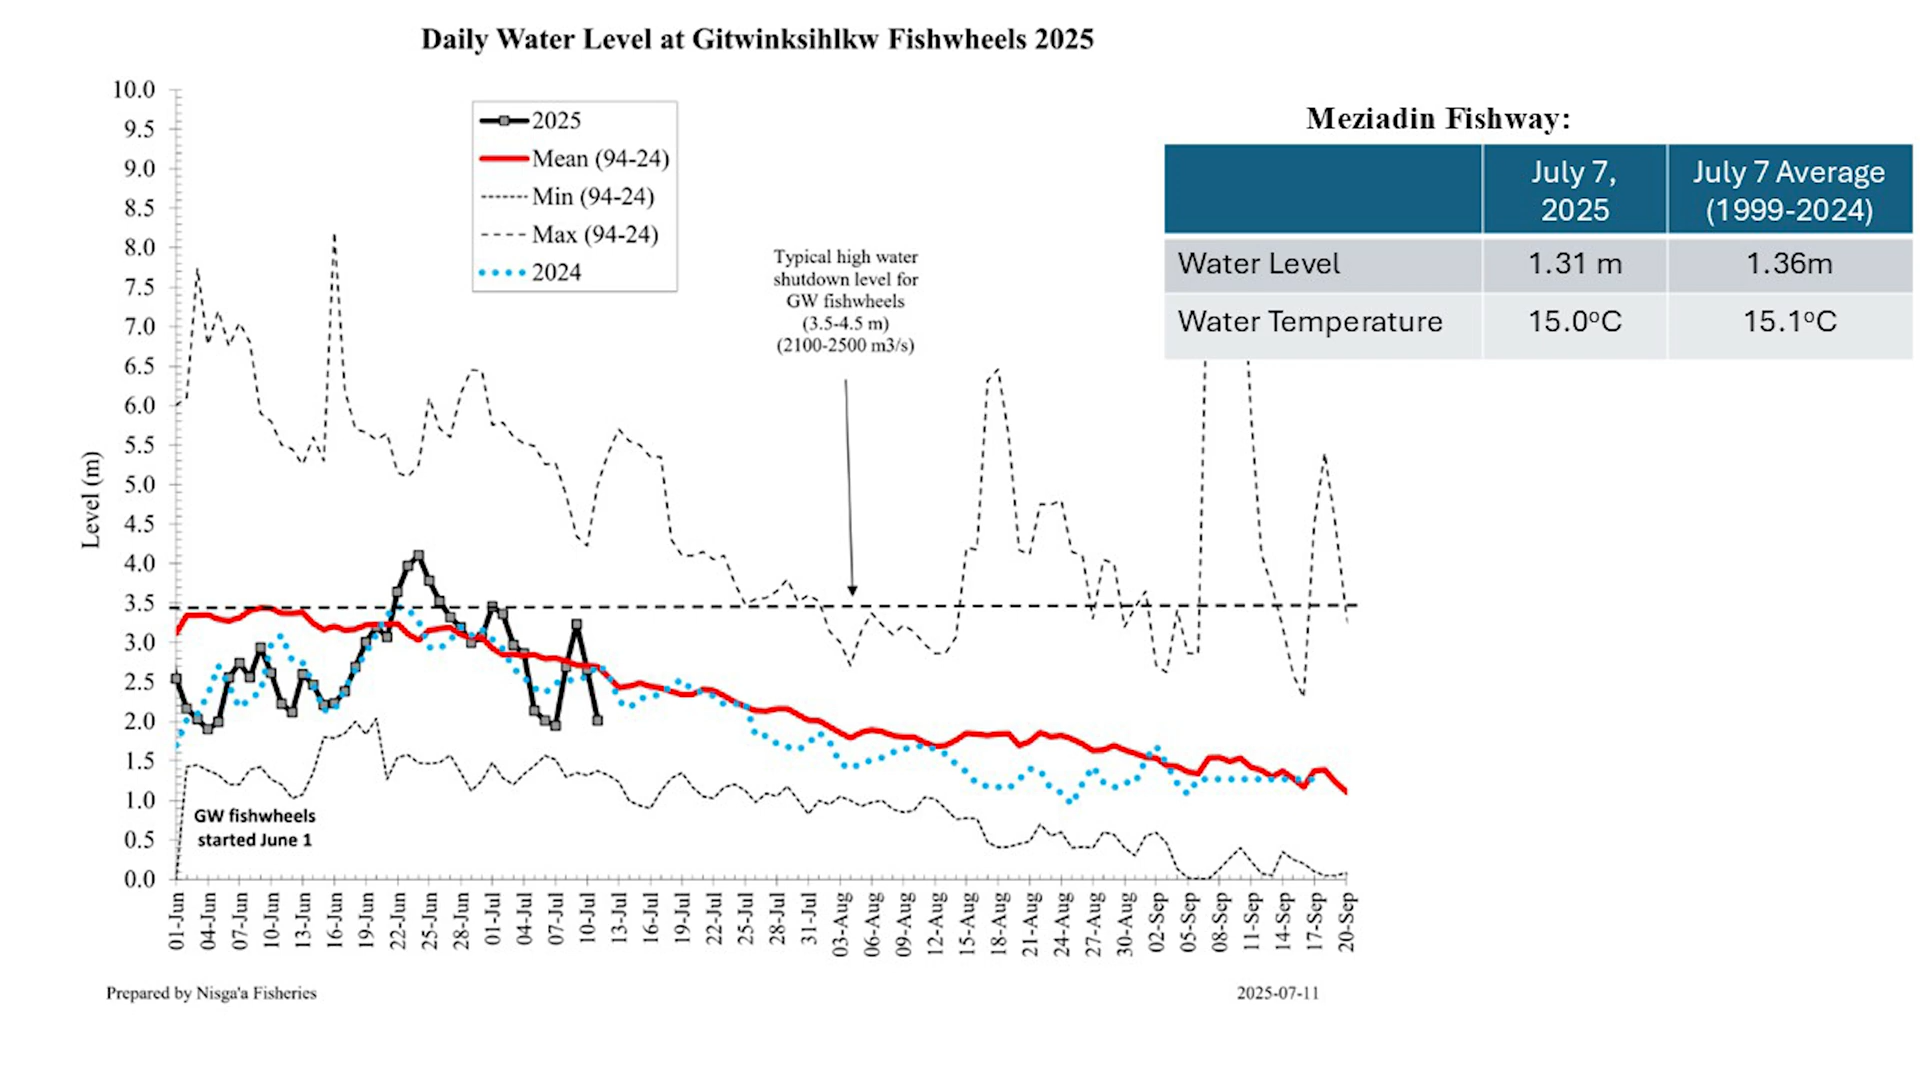 Daily Water Level at Gitwinksihlkw Fishwheels 2025
10.0
9.5
9.0
8.5
8.0
7.5
7.0
6.5
6.0
5.5
5.0
4.5
4.0
3.5
3.0
2.5
2.0
1.5
1.0
0.5
0.0
Level (m)
2025
Mean (94-24)
Min (94-24)
Max (94-24)
2024
Typical high water
shutdown level for
GW fishwheels
(3.5-4.5 m)
(2100-2500 m3/s)
GW fishwheels
started June 1
01-Jun
04-Jun
07-Jun
10-Jun
13-Jun
16-Jun
19-Jun
22-Jun
25-Jun
28-Jun
01-Jul
04-Jul
07-Jul
10-Jul
13-Jul
16-Jul
19-Jul
22-Jul
25-Jul
28-Jul
31-Jul
03-Aug
06-Aug
09-Aug
12-Aug
15-Aug
18-Aug
21-Aug
24-Aug
27-Aug
30-Aug
02-Sep
05-Sep
08-Sep
11-Sep
14-Sep
17-Sep
20-Sep
Prepared by Nisga'a Fisheries
2025-07-11
Meziadin Fishway:
July 7,
2025
July 7 Average
(1999-2024)
Water Level 1.31 m 1.36m
Water Temperature 15.0°C 15.1°C